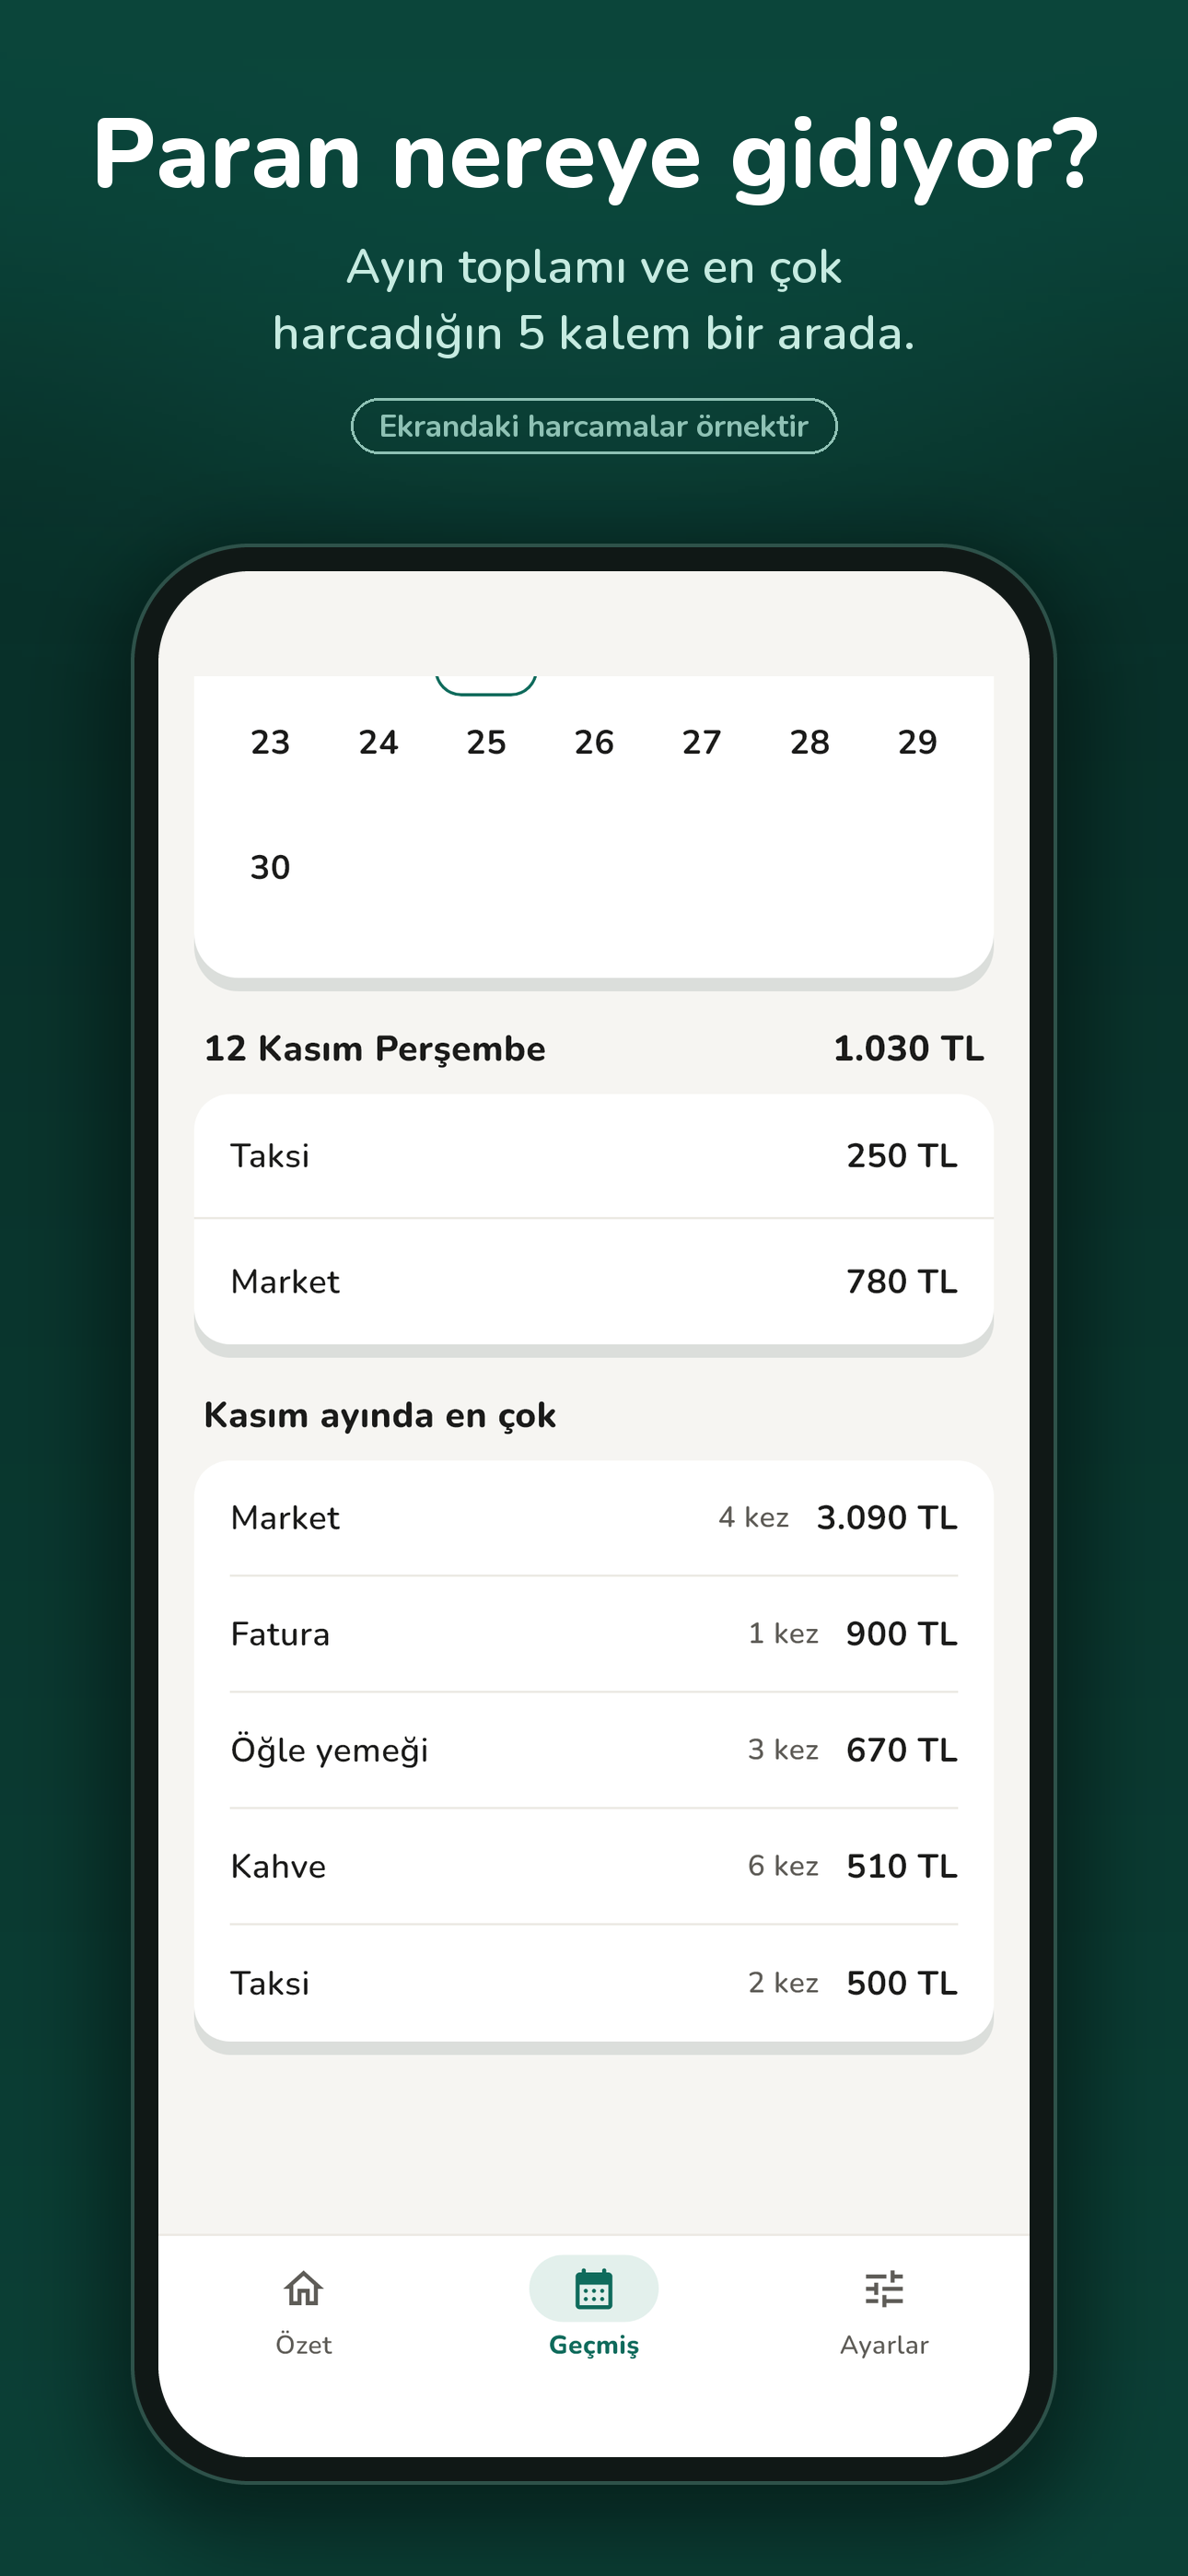 Paran nereye gidiyor?
Ayın toplamı ve en çok
harcadığın 5 kalem bir arada.
Ekrandaki harcamalar örnektir
23 24 25 26 27 28 29
30
12 Kasım Perşembe 1.030 TL
Taksi 250 TL
Market 780 TL
Kasım ayında en çok
Market 4 kez 3.090 TL
Fatura 1 kez 900 TL
Öğle yemeği 3 kez 670 TL
Kahve 6 kez 510 TL
Taksi 2 kez 500 TL
Özet Geçmiş Ayarlar